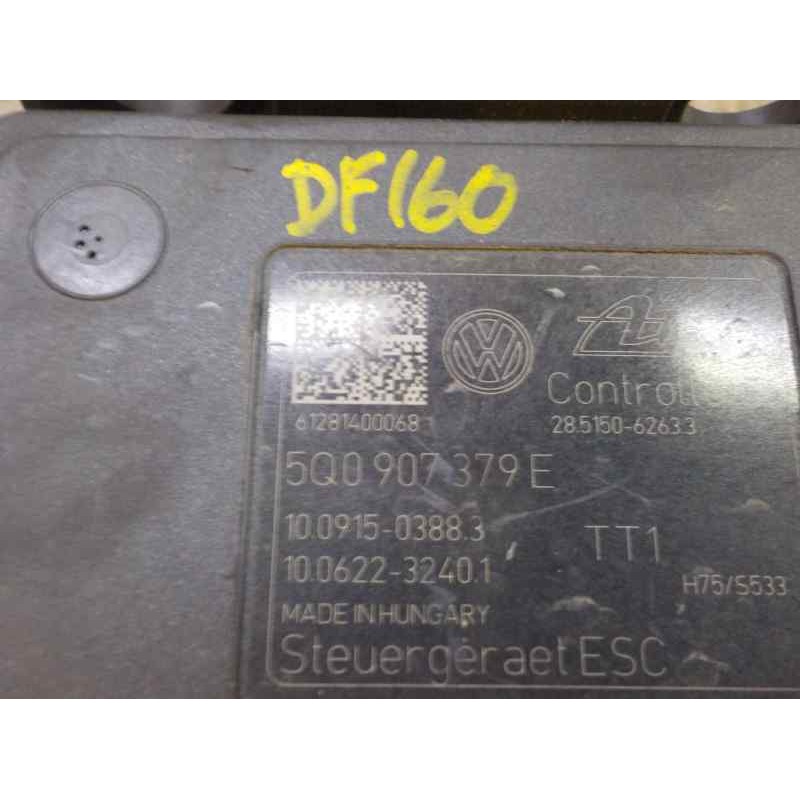 DF160
VW
61281400068
28.5150-6263.3
5Q0 907 379 E
10.0915-0388.3
TT1
10.0622-3240.1
H75/S533
MADE IN HUNGARY
Steuergeraet ESC